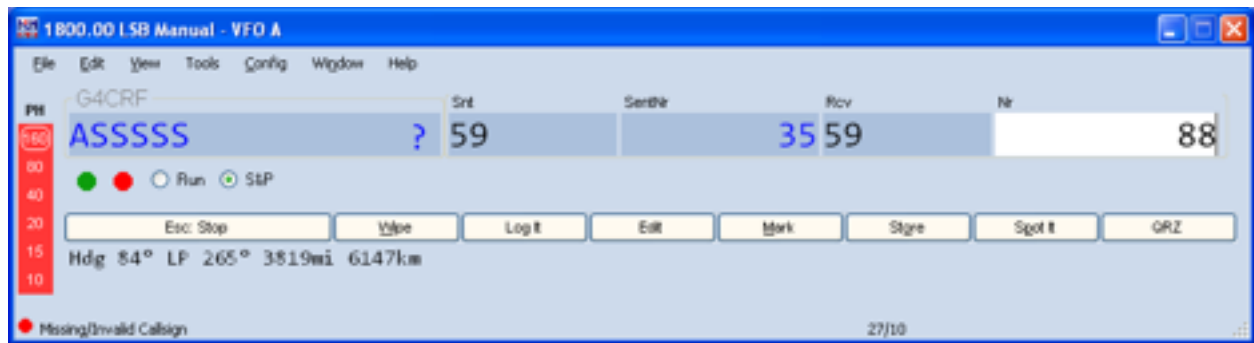 1800.00 LSB Manual - VFO A
File Edit View Tools Config Window Help
PH
G4CRF Snt SentNr Rcv Nr
160 ASSSSS ? 59 35 59 88
80
40
Run S&P
20 Esc: Stop Wipe Log It Edit Mark Store Spot It QRZ
15 Hdg 84° LP 265° 3819mi 6147km
10
Missing/Invalid Callsign 27/10